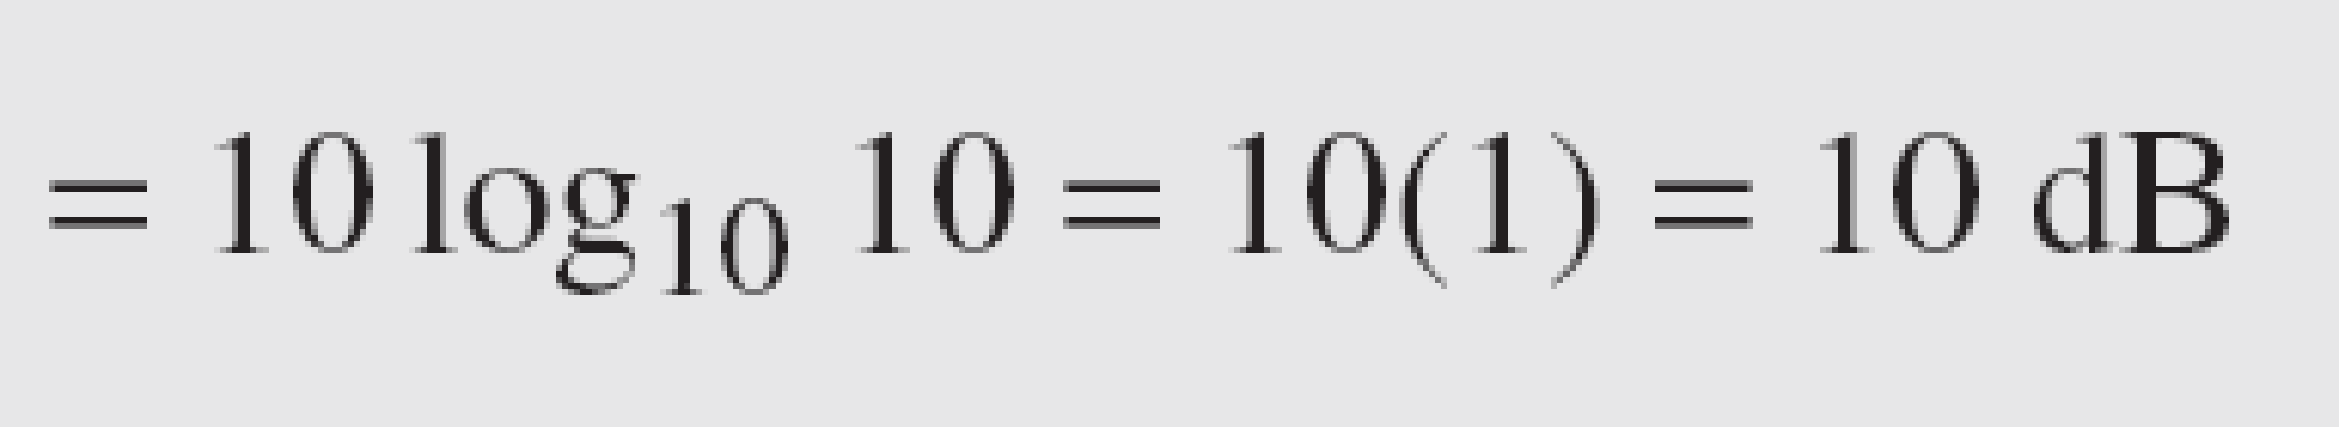 = 10 log₁₀ 10 = 10(1) = 10 dB